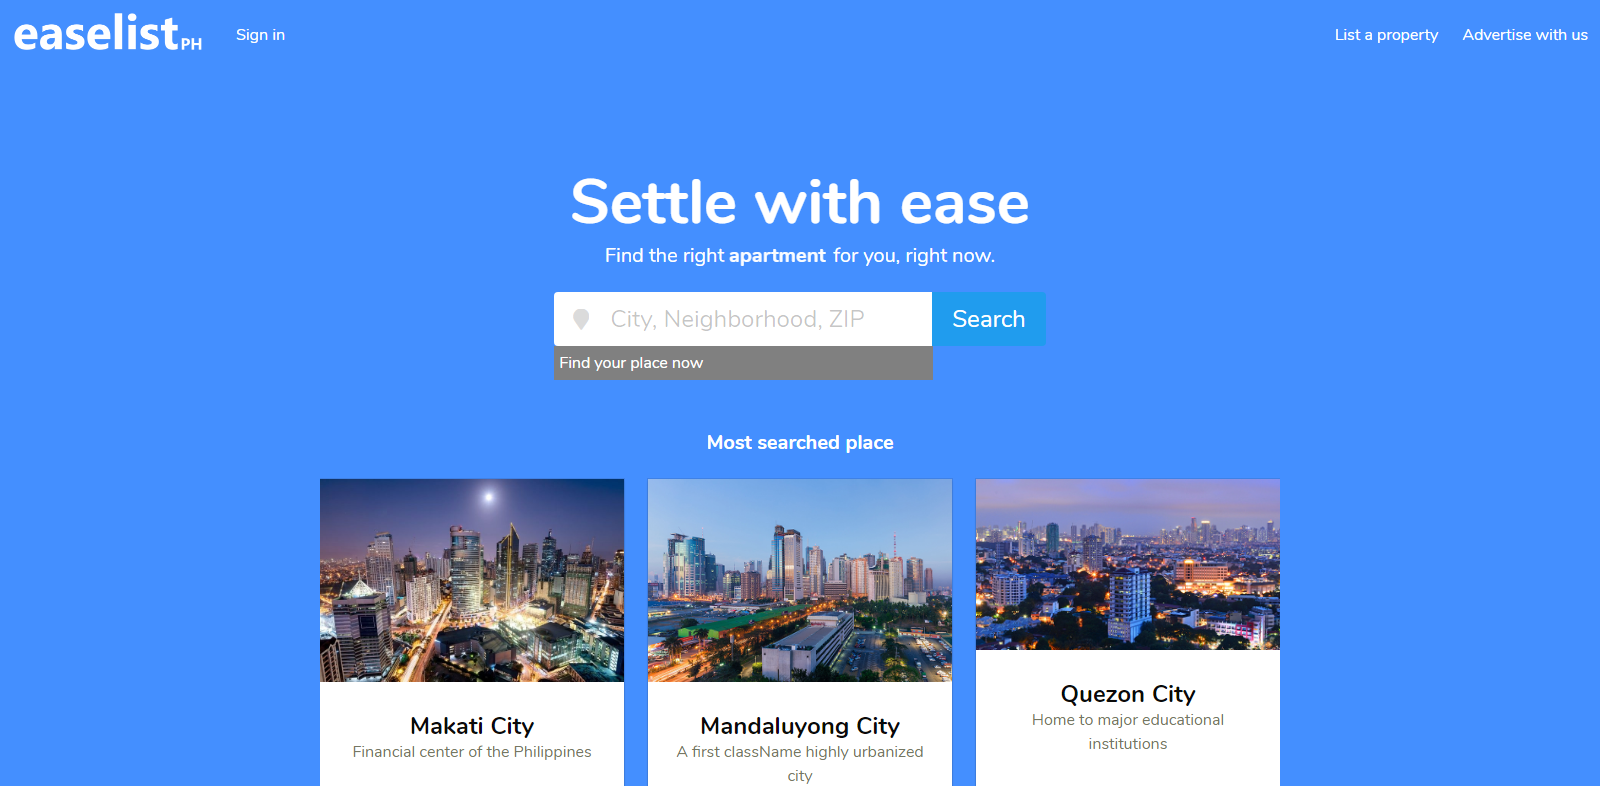 easelistPH
Sign in
List a property
Advertise with us
Settle with ease
Find the right apartment for you, right now.
City, Neighborhood, ZIP
Search
Find your place now
Most searched place
Makati City
Financial center of the Philippines
Mandaluyong City
A first className highly urbanized
city
Quezon City
Home to major educational
institutions